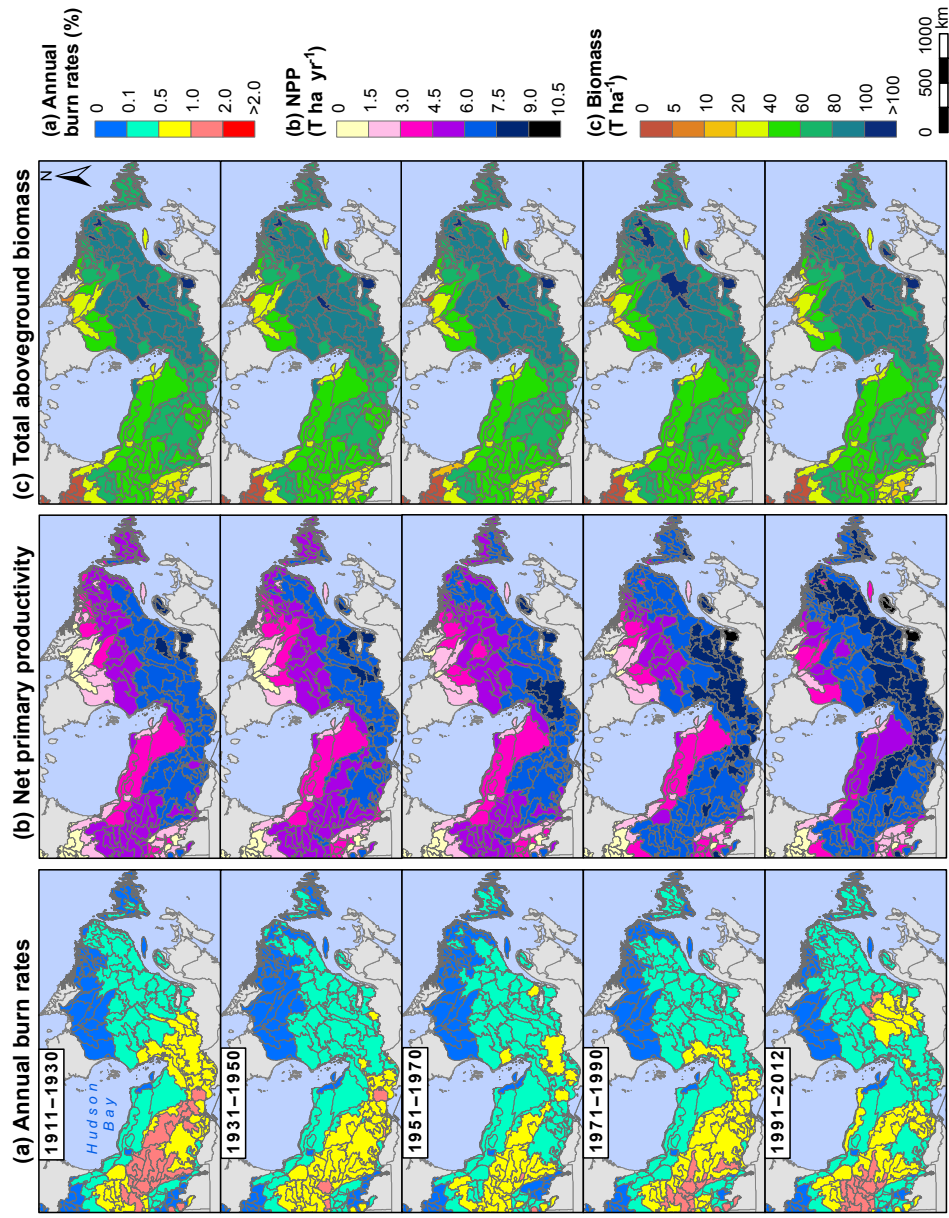 (a) Annual burn rates
(b) Net primary productivity
(c) Total aboveground biomass
1911–1930
Hudson
Bay
1931–1950
1951–1970
1971–1990
1991–2012
N
(a) Annual
burn rates (%)
0
0.1
0.5
1.0
2.0
>2.0
(b) NPP
(T ha⁻¹ yr⁻¹)
0
1.5
3.0
4.5
6.0
7.5
9.0
10.5
(c) Biomass
(T ha⁻¹)
0
5
10
20
40
60
80
100
>100
0 500 1000
km